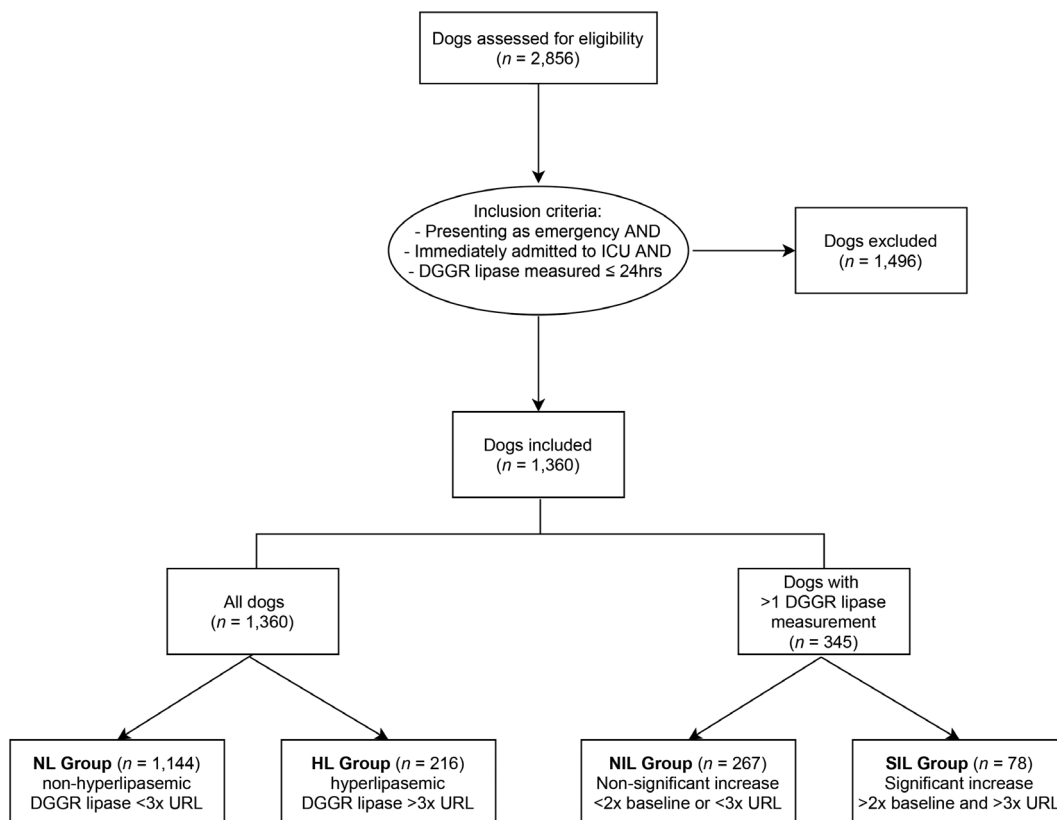 Dogs assessed for eligibility
(n = 2,856)
Inclusion criteria:
- Presenting as emergency AND
- Immediately admitted to ICU AND
- DGGR lipase measured ≤ 24hrs
Dogs excluded
(n = 1,496)
Dogs included
(n = 1,360)
All dogs
(n = 1,360)
Dogs with
>1 DGGR lipase
measurement
(n = 345)
NL Group (n = 1,144)
non-hyperlipasemic
DGGR lipase <3x URL
HL Group (n = 216)
hyperlipasemic
DGGR lipase >3x URL
NIL Group (n = 267)
Non-significant increase
<2x baseline or <3x URL
SIL Group (n = 78)
Significant increase
>2x baseline and >3x URL